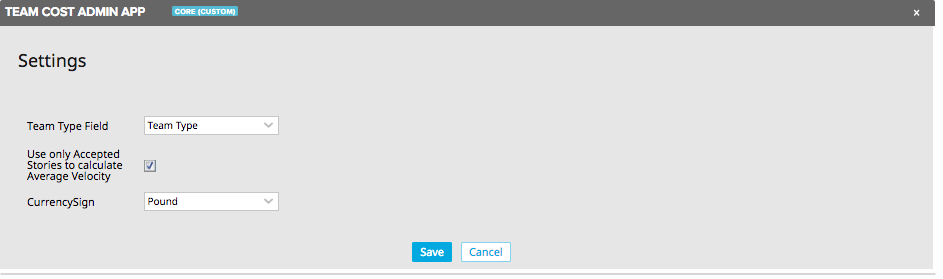 TEAM COST ADMIN APP CORE (CUSTOM)
Settings
Team Type Field Team Type
Use only Accepted
Stories to calculate
Average Velocity
CurrencySign Pound
Save Cancel